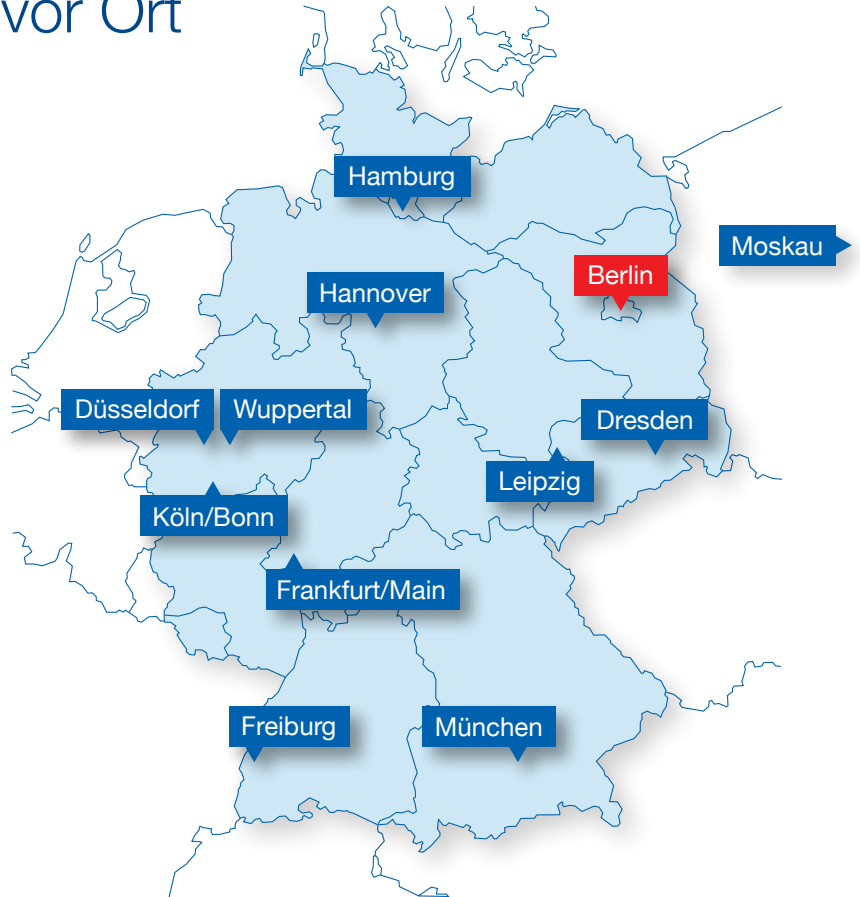 vor Ort
Hamburg
Moskau
Berlin
Hannover
Düsseldorf
Wuppertal
Dresden
Leipzig
Köln/Bonn
Frankfurt/Main
Freiburg
München